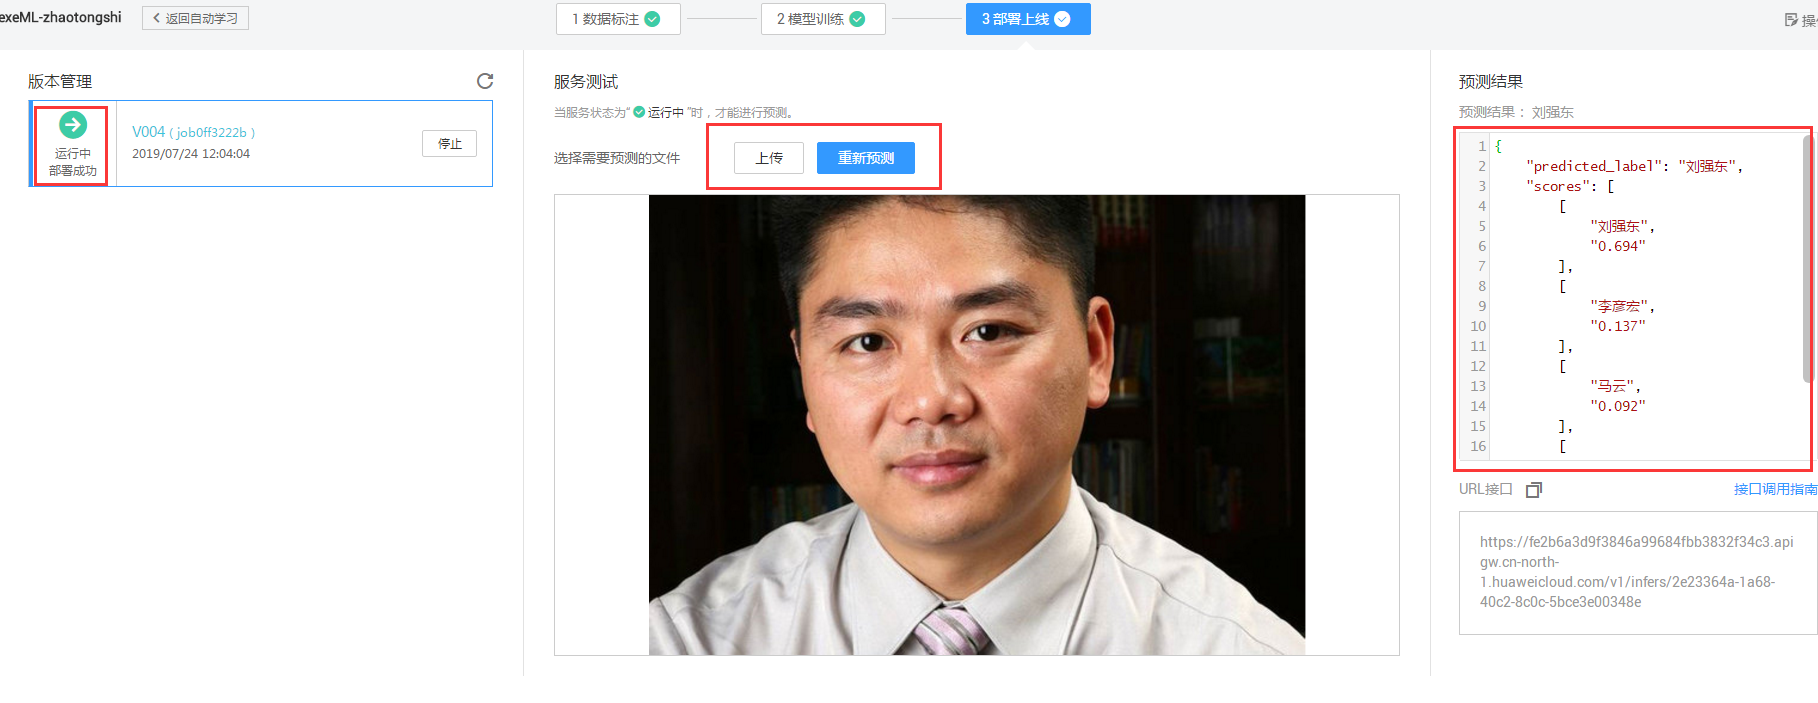 exeML-zhaotongshi
返回自动学习
1 数据标注
2 模型训练
3 部署上线
版本管理
运行中
部署成功
V004 ( job0ff3222b )
2019/07/24 12:04:04
停止
服务测试
当服务状态为“ 运行中 ”时，才能进行预测。
选择需要预测的文件
上传
重新预测
预测结果
预测结果： 刘强东
1 {
2 "predicted_label": "刘强东",
3 "scores": [
4 [
5 "刘强东",
6 "0.694"
7 ],
8 [
9 "李彦宏",
10 "0.137"
11 ],
12 [
13 "马云",
14 "0.092"
15 ],
16 [
URL接口
接口调用指南
https://fe2b6a3d9f3846a99684fbb3832f34c3.api
gw.cn-north-
1.huaweicloud.com/v1/infers/2e23364a-1a68-
40c2-8c0c-5bce3e00348e